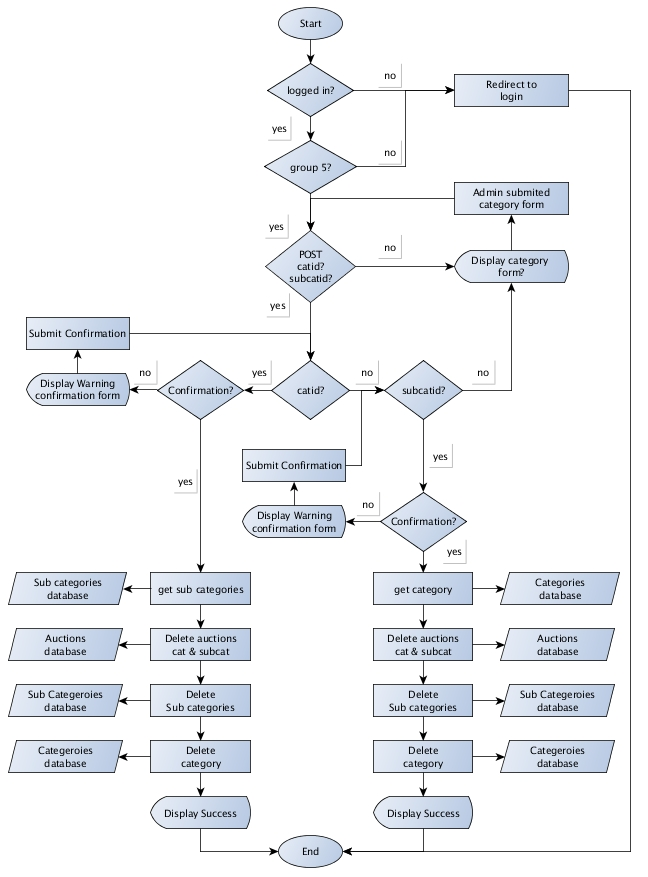 Start
logged in?
no
Redirect to
login
yes
group 5?
no
Admin submited
category form
yes
POST
catid?
subcatid?
no
Display category
form?
yes
Submit Confirmation
Display Warning
confirmation form
no
Confirmation?
yes
catid?
no
subcatid?
no
yes
Submit Confirmation
yes
Display Warning
confirmation form
no
Confirmation?
yes
Sub categories
database
get sub categories
get category
Categories
database
Auctions
database
Delete auctions
cat & subcat
Delete auctions
cat & subcat
Auctions
database
Sub Categeroies
database
Delete
Sub categories
Delete
Sub categories
Sub Categeroies
database
Categeroies
database
Delete
category
Delete
category
Categeroies
database
Display Success
Display Success
End